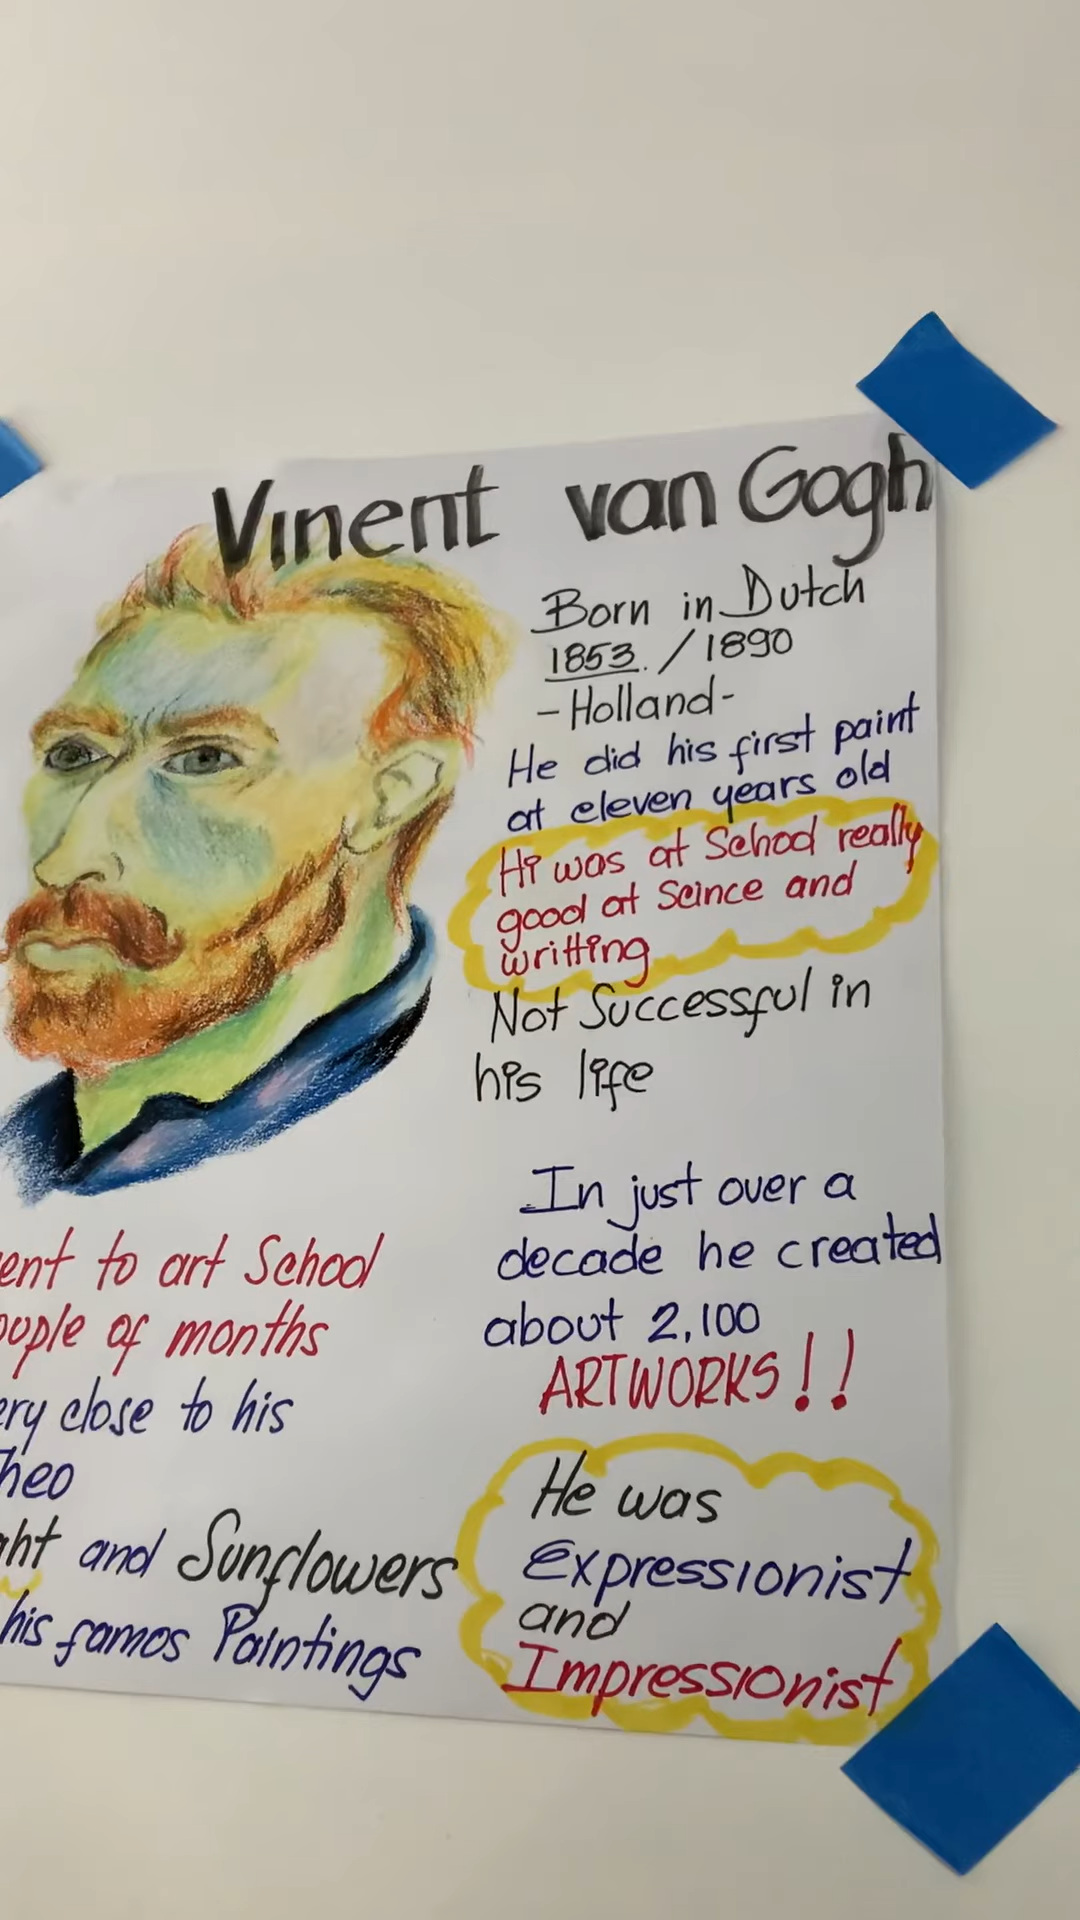 Vinent van Gogh
Born in Dutch
1853. / 1890
- Holland -
He did his first paint
at eleven years old
Hi was at School really
good at Scince and
writting
Not Successful in
his life
In just over a
decade he created
about 2,100
ARTWORKS!!
He was
Expressionist
and
Impressionist
ent to art School
ouple of months
ery close to his
heo
ght and Sunflowers
his famos Paintings